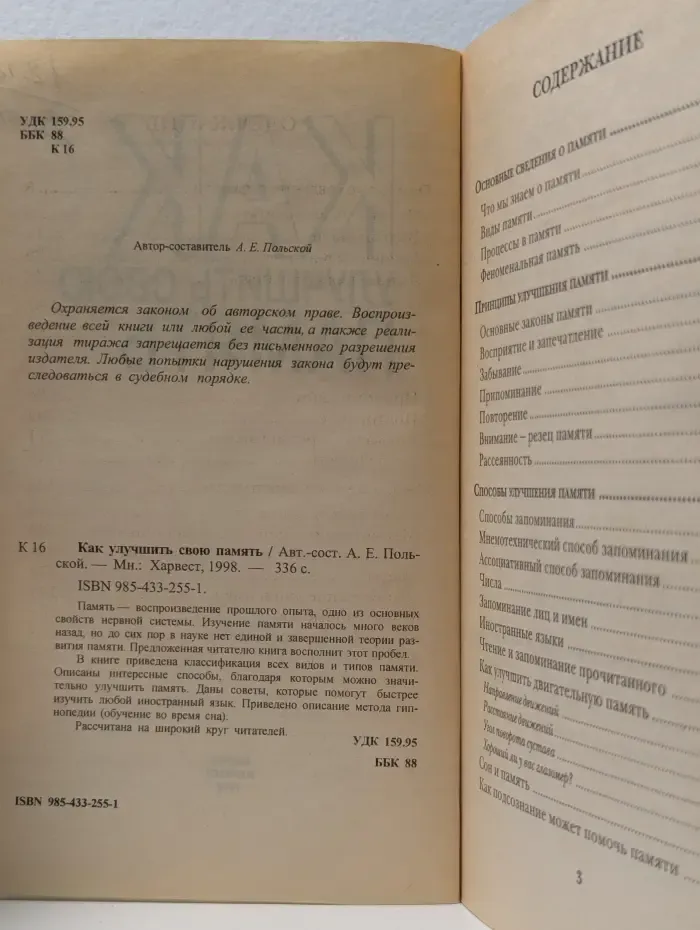 УДК 159.95
ББК 88
К 16
Автор-составитель А. Е. Польской
Охраняется законом об авторском праве. Воспроиз-
ведение всей книги или любой ее части, а также реали-
зация тиража запрещается без письменного разрешения
издателя. Любые попытки нарушения закона будут пре-
следоваться в судебном порядке.
К 16 Как улучшить свою память / Авт.-сост. А. Е. Поль-
ской. — Мн.: Харвест, 1998. — 336 с.
ISBN 985-433-255-1.
Память — воспроизведение прошлого опыта, одно из основных
свойств нервной системы. Изучение памяти началось много веков
назад, но до сих пор в науке нет единой и завершенной теории раз-
вития памяти. Предложенная читателю книга восполнит этот пробел.
В книге приведена классификация всех видов и типов памяти.
Описаны интересные способы, благодаря которым можно значи-
тельно улучшить память. Даны советы, которые помогут быстрее
изучить любой иностранный язык. Приведено описание метода гип-
нопедии (обучение во время сна).
Рассчитана на широкий круг читателей.
УДК 159.95
ББК 88
ISBN 985-433-255-1
СОДЕРЖАНИЕ
ОСНОВНЫЕ СВЕДЕНИЯ О ПАМЯТИ
Что мы знаем о памяти
Виды памяти
Процессы в памяти
Феноменальная память
ПРИНЦИПЫ УЛУЧШЕНИЯ ПАМЯТИ
Основные законы памяти
Восприятие и запечатление
Забывание
Припоминание
Повторение
Внимание – резец памяти
Рассеянность
СПОСОБЫ УЛУЧШЕНИЯ ПАМЯТИ
Способы запоминания
Мнемотехнический способ запоминания
Ассоциативный способ запоминания
Числа
Запоминание лиц и имен
Иностранные языки
Чтение и запоминание прочитанного
Как улучшить двигательную память
Направление движений
Расстояние движений
Угол поворота сустава
Хороший ли у вас глазомер?
Сон и память
Как подсознание может помочь памяти
3